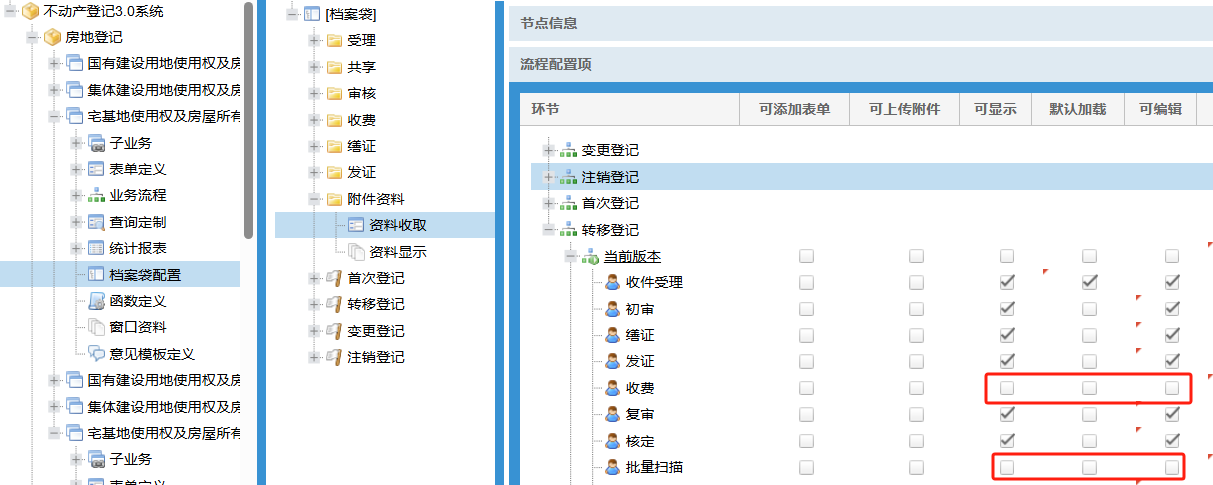 不动产登记3.0系统
房地登记
国有建设用地使用权及房
集体建设用地使用权及房
宅基地使用权及房屋所有
子业务
表单定义
业务流程
查询定制
统计报表
档案袋配置
函数定义
窗口资料
意见模板定义
国有建设用地使用权及房
集体建设用地使用权及房
宅基地使用权及房屋所有
子业务
表单定义
[档案袋]
受理
共享
审核
收费
缮证
发证
附件资料
资料收取
资料显示
首次登记
转移登记
变更登记
注销登记
节点信息
流程配置项
环节 可添加表单 可上传附件 可显示 默认加载 可编辑
变更登记
注销登记
首次登记
转移登记
当前版本
收件受理
初审
缮证
发证
收费
复审
核定
批量扫描